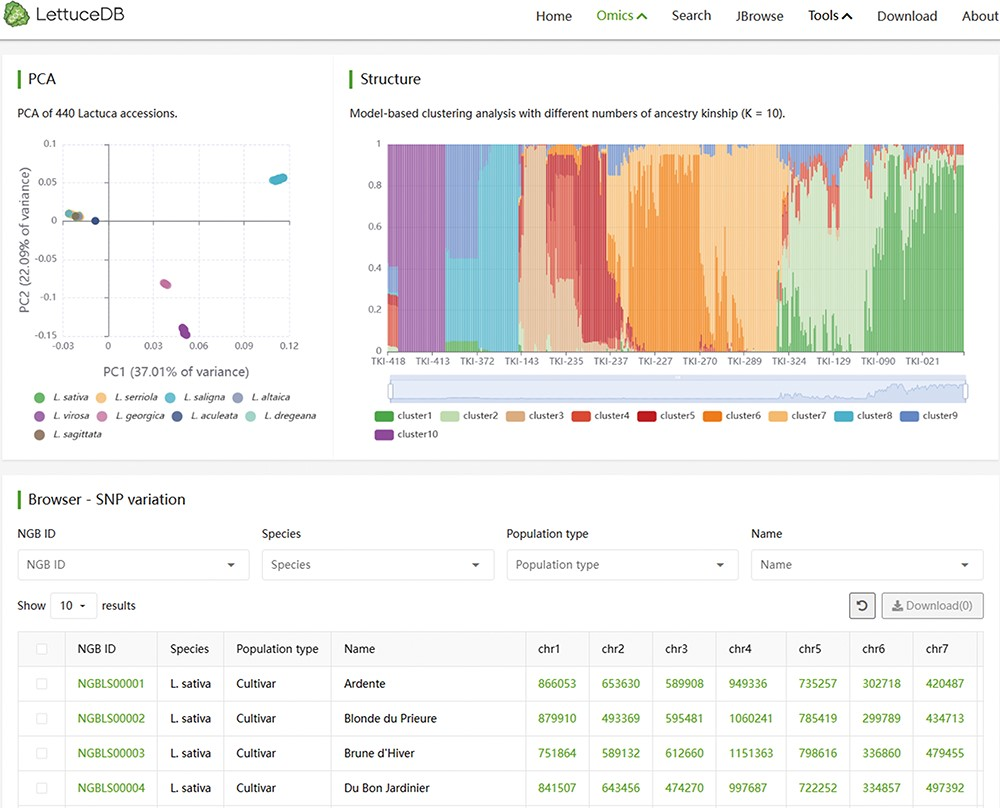 LettuceDB
Home Omics Search JBrowse Tools Download About
PCA
PCA of 440 Lactuca accessions.
0.1
0.05
0
-0.05
-0.1
-0.15
PC2 (22.09% of variance)
-0.03 0 0.03 0.06 0.09 0.12
PC1 (37.01% of variance)
L. sativa L. serriola L. saligna L. altaica
L. virosa L. georgica L. aculeata L. dregeana
L. sagittata
Structure
Model-based clustering analysis with different numbers of ancestry kinship (K = 10).
1
0.8
0.6
0.4
0.2
0
TKI-418 TKI-413 TKI-372 TKI-143 TKI-235 TKI-237 TKI-227 TKI-270 TKI-289 TKI-324 TKI-129 TKI-090 TKI-021
cluster1 cluster2 cluster3 cluster4 cluster5 cluster6 cluster7 cluster8 cluster9
cluster10
Browser - SNP variation
NGB ID Species Population type Name
NGB ID Species Population type Name
Show 10 results Download(0)
NGB ID Species Population type Name chr1 chr2 chr3 chr4 chr5 chr6 chr7
NGBLS00001 L. sativa Cultivar Ardente 866053 653630 589908 949336 735257 302718 420487
NGBLS00002 L. sativa Cultivar Blonde du Prieure 879910 493369 595481 1060241 785419 299789 434713
NGBLS00003 L. sativa Cultivar Brune d'Hiver 751864 589132 612660 1151363 798616 336860 479455
NGBLS00004 L. sativa Cultivar Du Bon Jardinier 841507 643456 474270 997687 722252 334857 497392